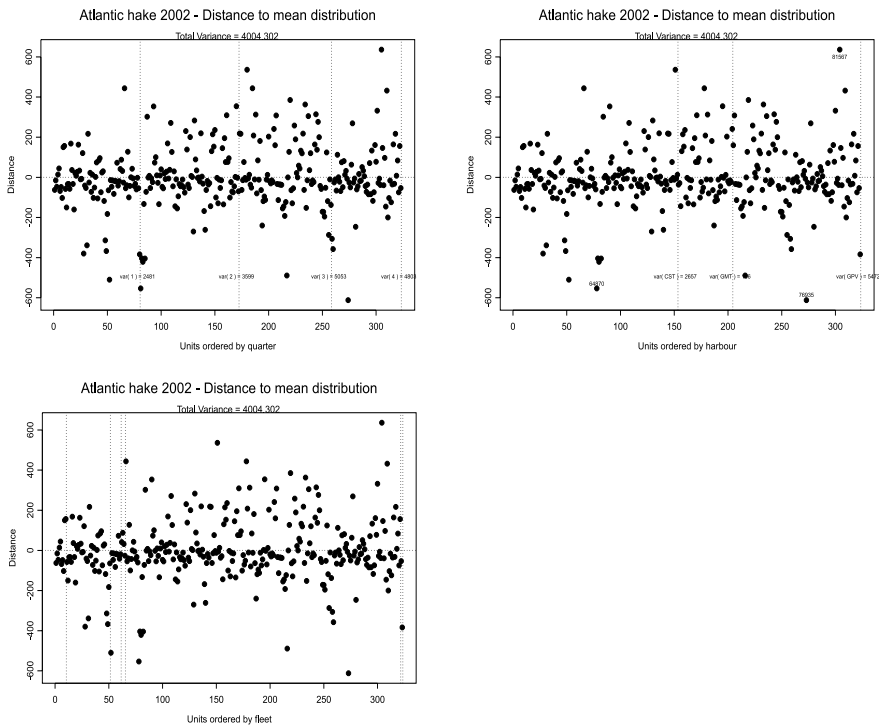 Atlantic hake 2002 - Distance to mean distribution
Total Variance = 4004.302
Distance
600
400
200
0
-200
-400
-600
var( 1 ) = 2481
var( 2 ) = 3599
var( 3 ) = 5053
var( 4 ) =
0 50 100 150 200 250 300
Units ordered by quarter
Atlantic hake 2002 - Distance to mean distribution
Total Variance = 4004.302
Distance
600
400
200
0
-200
-400
-600
81567
64870
76935
var( CST ) = 2657
var( GMT ) =
var( GPV ) = 5472
0 50 100 150 200 250 300
Units ordered by harbour
Atlantic hake 2002 - Distance to mean distribution
Total Variance = 4004.302
Distance
600
400
200
0
-200
-400
-600
0 50 100 150 200 250 300
Units ordered by fleet